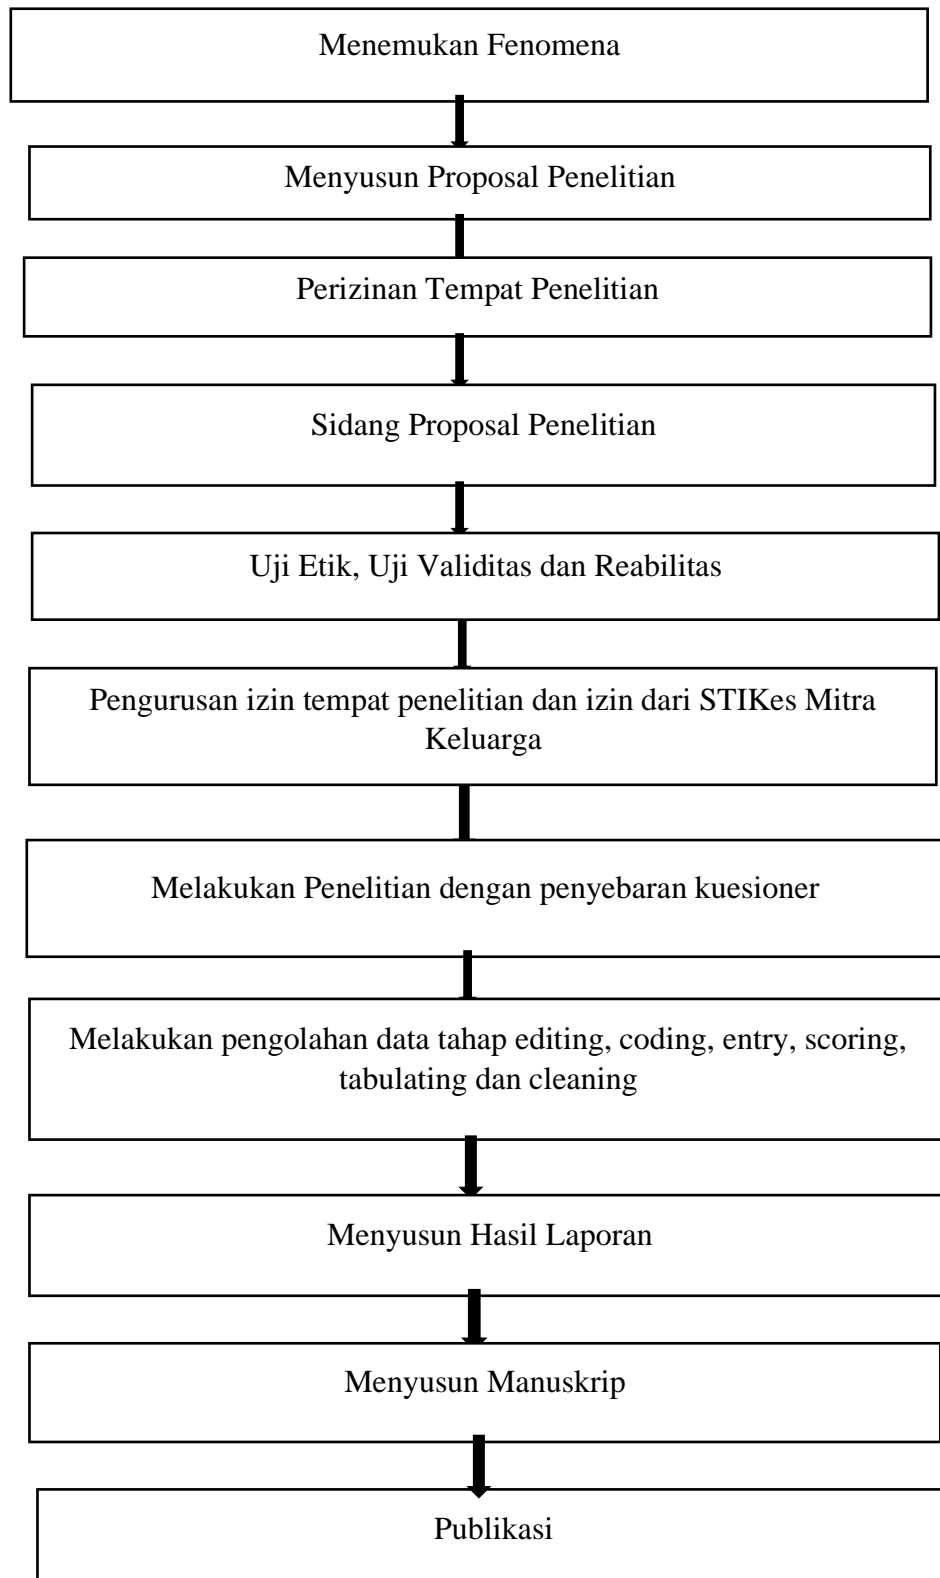 Menemukan Fenomena
Menyusun Proposal Penelitian
Perizinan Tempat Penelitian
Sidang Proposal Penelitian
Uji Etik, Uji Validitas dan Reabilitas
Pengurusan izin tempat penelitian dan izin dari STIKes Mitra
Keluarga
Melakukan Penelitian dengan penyebaran kuesioner
Melakukan pengolahan data tahap editing, coding, entry, scoring,
tabulating dan cleaning
Menyusun Hasil Laporan
Menyusun Manuskrip
Publikasi